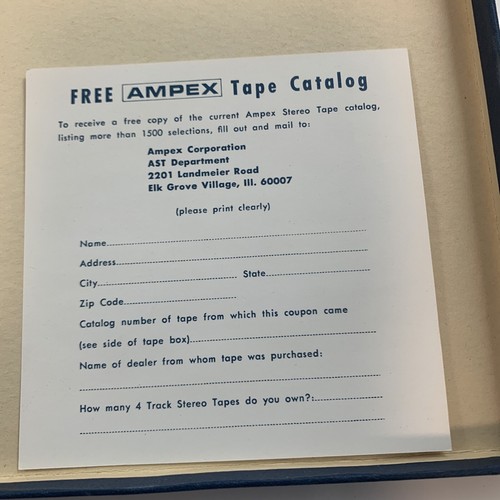 FREE AMPEX Tape Catalog
To receive a free copy of the current Ampex Stereo Tape catalog,
listing more than 1500 selections, fill out and mail to:
Ampex Corporation
AST Department
2201 Landmeier Road
Elk Grove Village, Ill. 60007
(please print clearly)
Name
Address
City State
Zip Code
Catalog number of tape from which this coupon came
(see side of tape box)
Name of dealer from whom tape was purchased:
How many 4 Track Stereo Tapes do you own?: